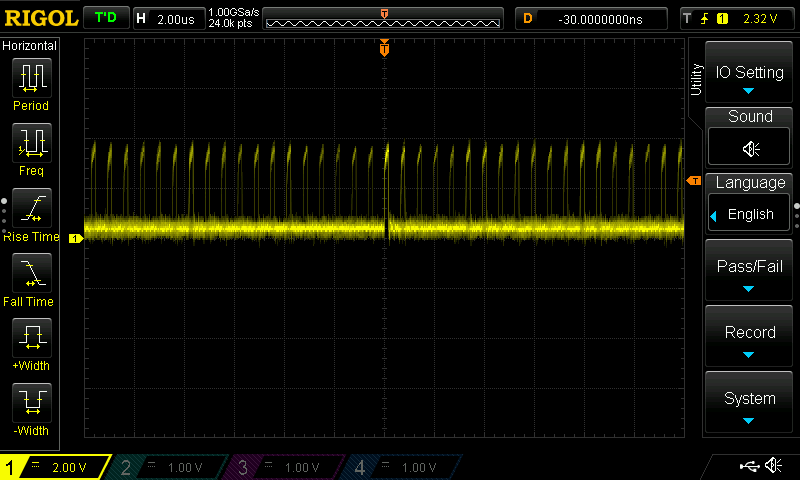 RIGOL T'D H 2.00us 1.00GSa/s
24.0k pts T D -30.0000000ns T 1 2.32 V
Horizontal
Period
Freq
Rise Time
Fall Time
+Width
-Width
T
T
1
Utility
IO Setting
Sound
Language
English
Pass/Fail
Record
System
1 2.00 V 2 1.00 V 3 1.00 V 4 1.00 V